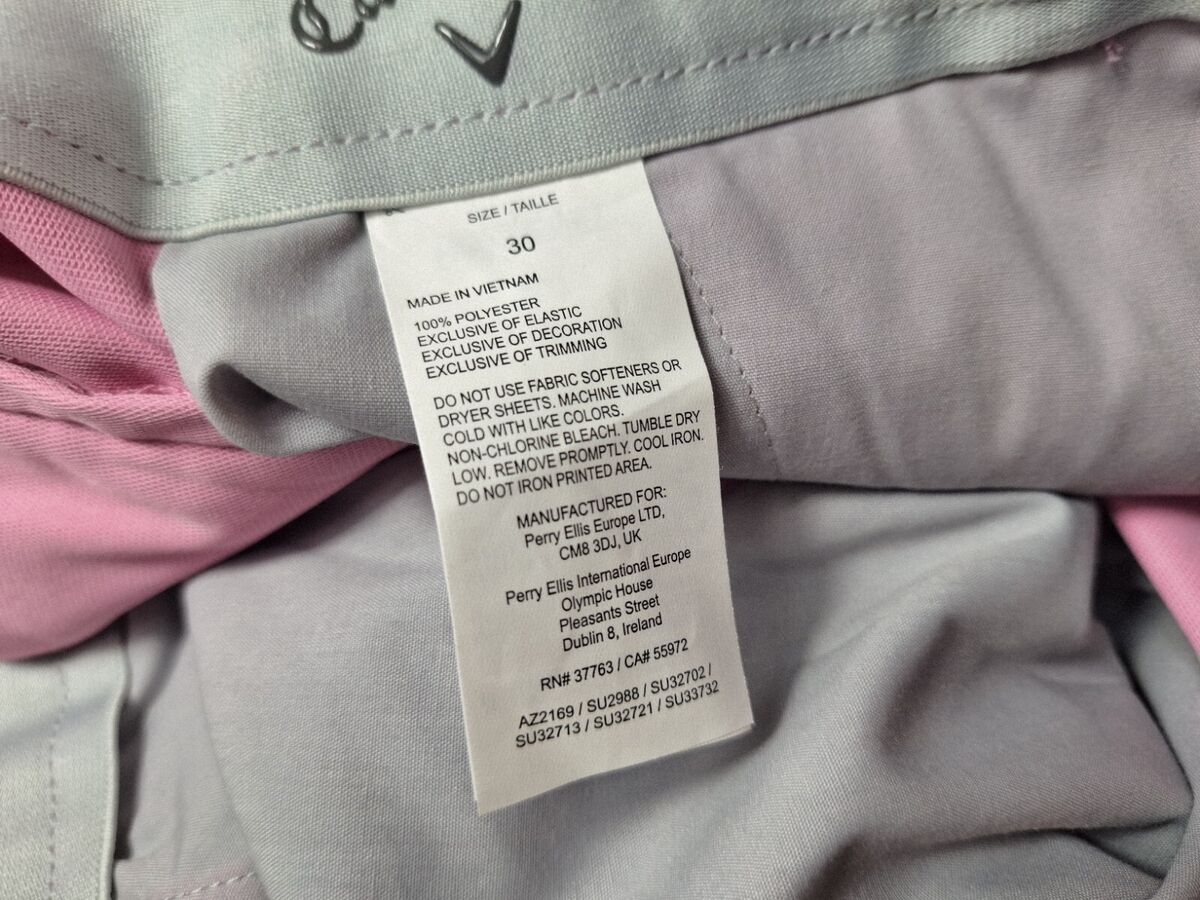 SIZE / TAILLE
30
MADE IN VIETNAM
100% POLYESTER
EXCLUSIVE OF ELASTIC
EXCLUSIVE OF DECORATION
EXCLUSIVE OF TRIMMING
DO NOT USE FABRIC SOFTENERS OR
DRYER SHEETS. MACHINE WASH
COLD WITH LIKE COLORS.
NON-CHLORINE BLEACH. TUMBLE DRY
LOW. REMOVE PROMPTLY. COOL IRON.
DO NOT IRON PRINTED AREA.
MANUFACTURED FOR:
Perry Ellis Europe LTD,
CM8 3DJ, UK
Perry Ellis International Europe
Olympic House
Pleasants Street
Dublin 8, Ireland
RN# 37763 / CA# 55972
AZ2169 / SU2988 / SU32702 /
SU32713 / SU32721 / SU33732